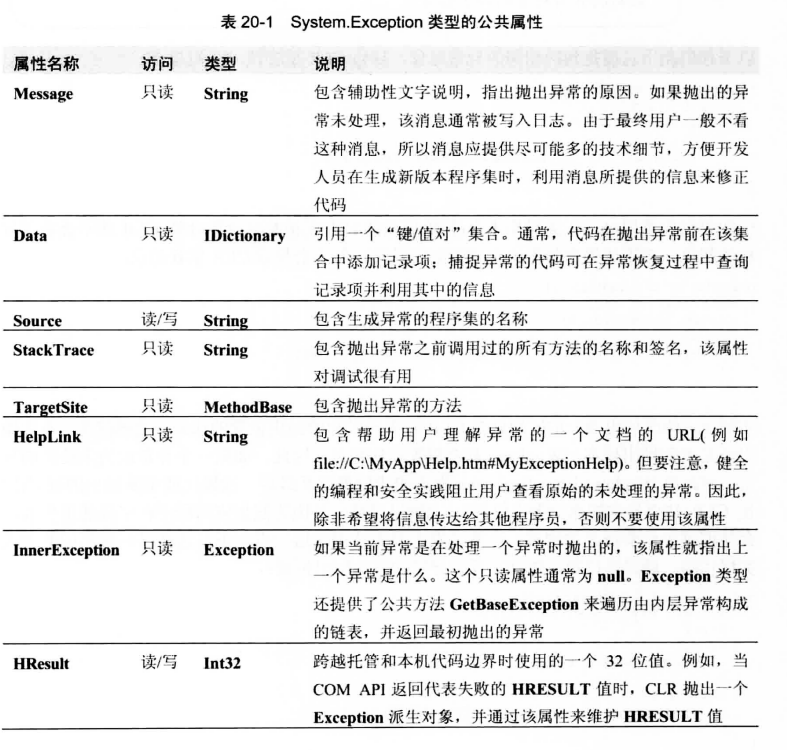 表 20-1 System.Exception 类型的公共属性
属性名称 访问 类型 说明
Message 只读 String 包含辅助性文字说明，指出抛出异常的原因。如果抛出的异
常未处理，该消息通常被写入日志。由于最终用户一般不看
这种消息，所以消息应提供尽可能多的技术细节，方便开发
人员在生成新版本程序集时，利用消息所提供的信息来修正
代码
Data 只读 IDictionary 引用一个“键/值对”集合。通常，代码在抛出异常前在该集
合中添加记录项；捕捉异常的代码可在异常恢复过程中查询
记录项并利用其中的信息
Source 读/写 String 包含生成异常的程序集的名称
StackTrace 只读 String 包含抛出异常之前调用过的所有方法的名称和签名，该属性
对调试很有用
TargetSite 只读 MethodBase 包含抛出异常的方法
HelpLink 只读 String 包含帮助用户理解异常的一个文档的 URL(例如
file://C:\MyApp\Help.htm#MyExceptionHelp)。但要注意，健全
的编程和安全实践阻止用户查看原始的未处理的异常。因此，
除非希望将信息传达给其他程序员，否则不要使用该属性
InnerException 只读 Exception 如果当前异常是在处理一个异常时抛出的，该属性就指出上
一个异常是什么。这个只读属性通常为 null。Exception 类型
还提供了公共方法 GetBaseException 来遍历由内层异常构成
的链表，并返回最初抛出的异常
HResult 读/写 Int32 跨越托管和本机代码边界时使用的一个 32 位值。例如，当
COM API 返回代表失败的 HRESULT 值时，CLR 抛出一个
Exception 派生对象，并通过该属性来维护 HRESULT 值